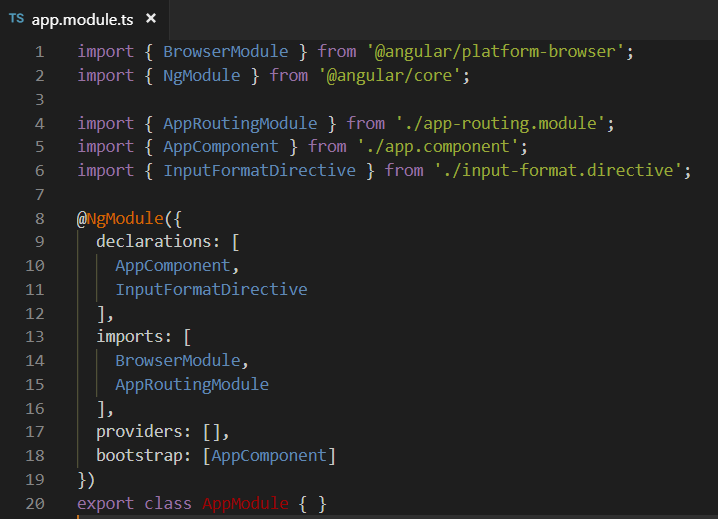 TS app.module.ts ×
1 import { BrowserModule } from '@angular/platform-browser';
2 import { NgModule } from '@angular/core';
3
4 import { AppRoutingModule } from './app-routing.module';
5 import { AppComponent } from './app.component';
6 import { InputFormatDirective } from './input-format.directive';
7
8 @NgModule({
9   declarations: [
10     AppComponent,
11     InputFormatDirective
12   ],
13   imports: [
14     BrowserModule,
15     AppRoutingModule
16   ],
17   providers: [],
18   bootstrap: [AppComponent]
19 })
20 export class AppModule { }